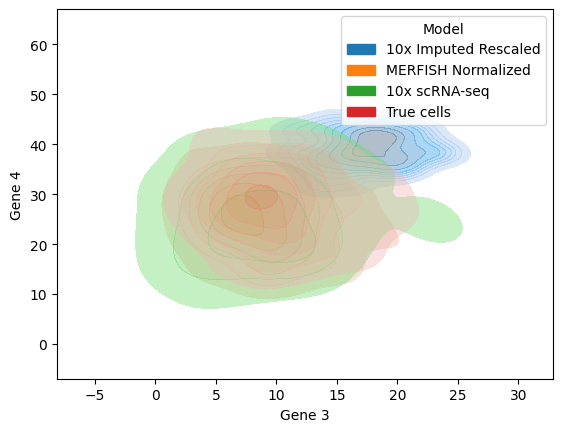 Model
10x Imputed Rescaled
MERFISH Normalized
10x scRNA-seq
True cells
60
50
40
30
20
10
0
Gene 4
−5
0
5
10
15
20
25
30
Gene 3